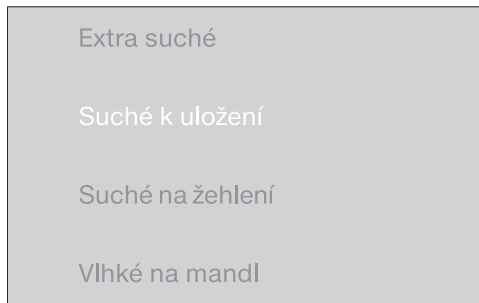 Extra suché
Suché k uložení
Suché na žehlení
Vlhké na mandl